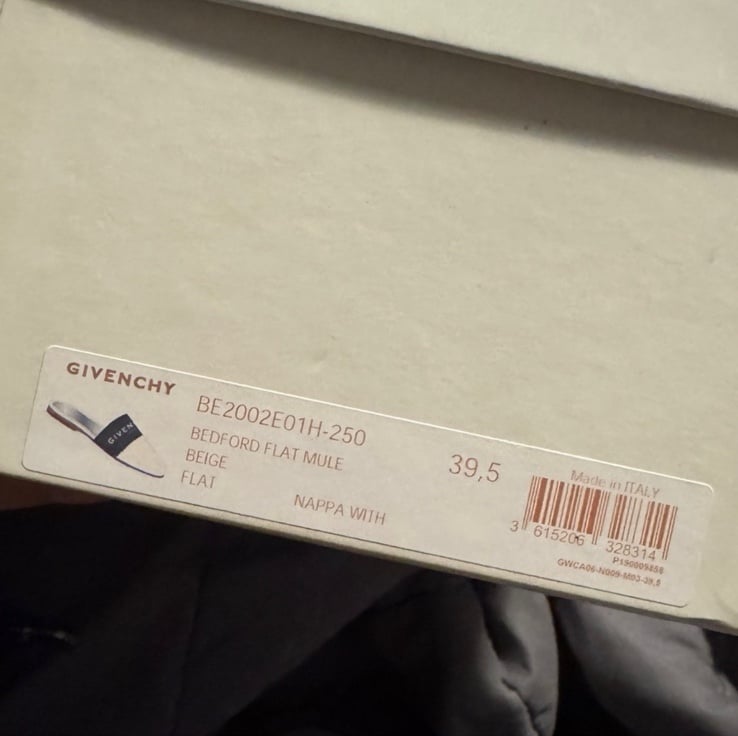 GIVENCHY
GIVEN
BE2002E01H-250
BEDFORD FLAT MULE
BEIGE
FLAT
NAPPA WITH
39,5
Made in ITALY
3 615206 328314
P190009858
GWCA06-N009-M03-39,5